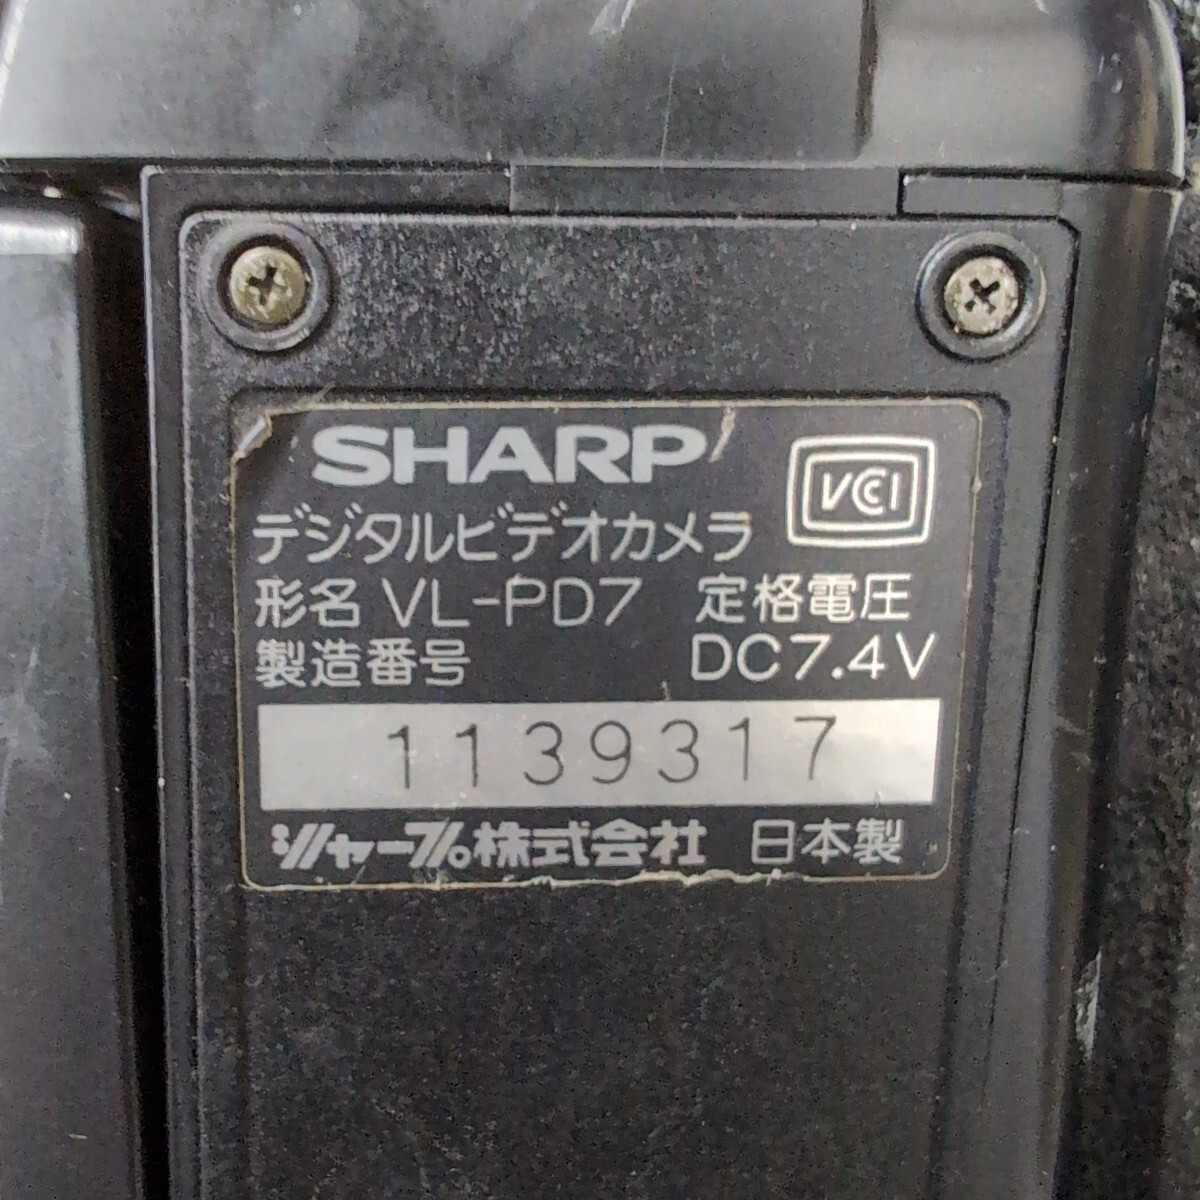 SHARP
VCCI
デジタルビデオカメラ
形名 VL-PD7 定格電圧
製造番号 DC7.4V
1139317
シャープ株式会社 日本製